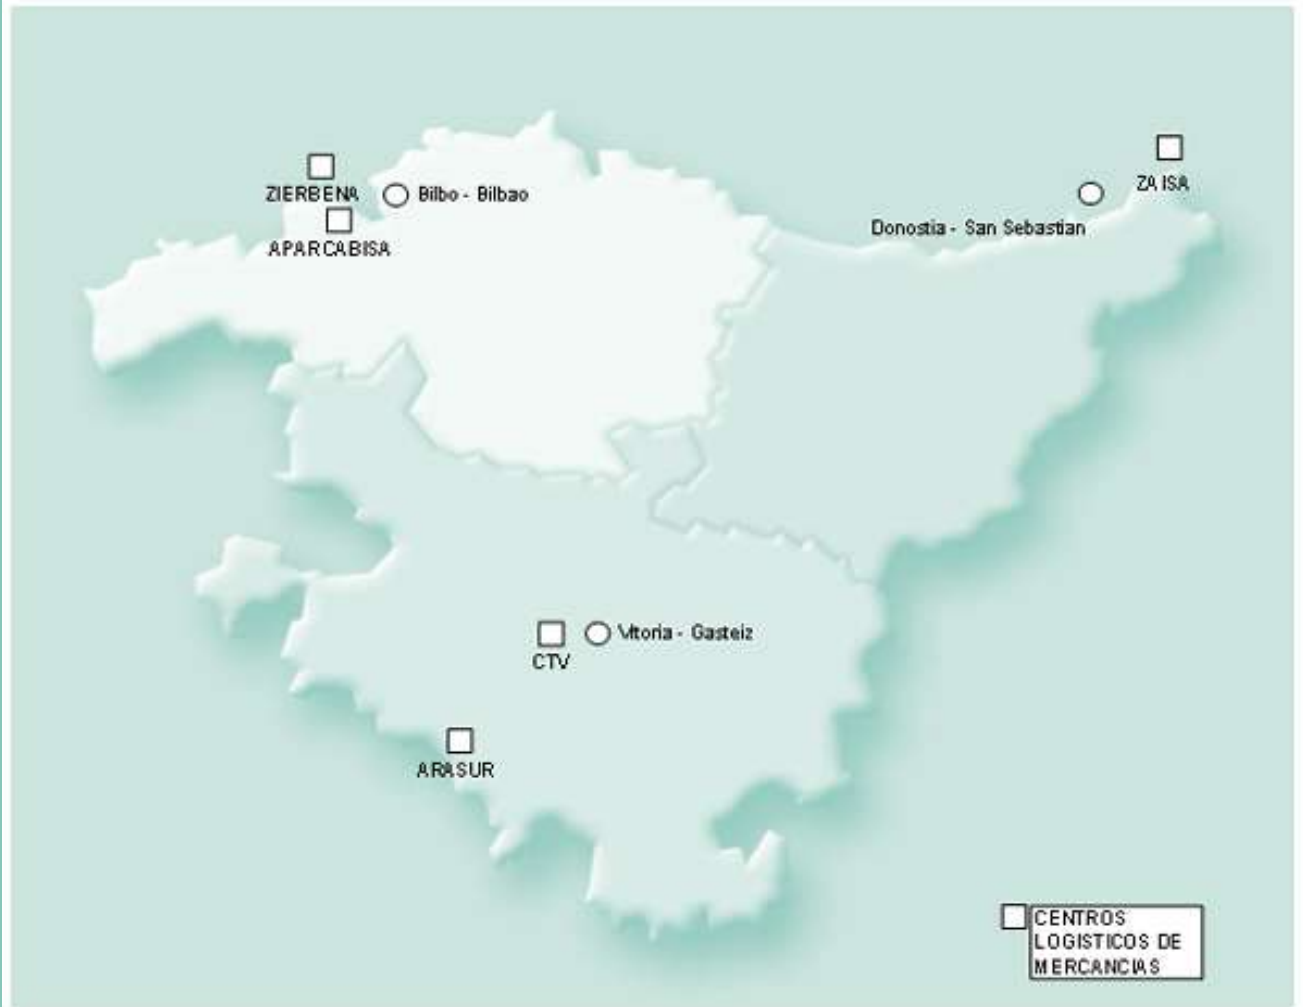 ZIERBENA
Bilbo - Bilbao
APARCABISA
ZAISA
Donostia - San Sebastian
Vitoria - Gasteiz
CTV
ARASUR
CENTROS
LOGISTICOS DE
MERCANCIAS